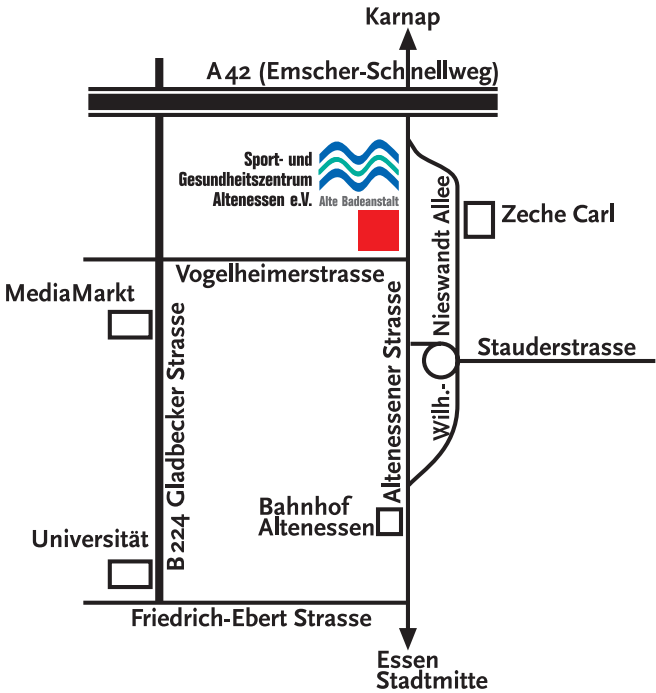 Karnap
A 42 (Emscher-Schnellweg)
Sport- und
Gesundheitszentrum
Altenessen e.V.
Alte Badeanstalt
Zeche Carl
Vogelheimerstrasse
MediaMarkt
Wilh.- Nieswandt Allee
Altenessener Strasse
Stauderstrasse
B 224 Gladbecker Strasse
Bahnhof
Altenessen
Universität
Friedrich-Ebert Strasse
Essen
Stadtmitte